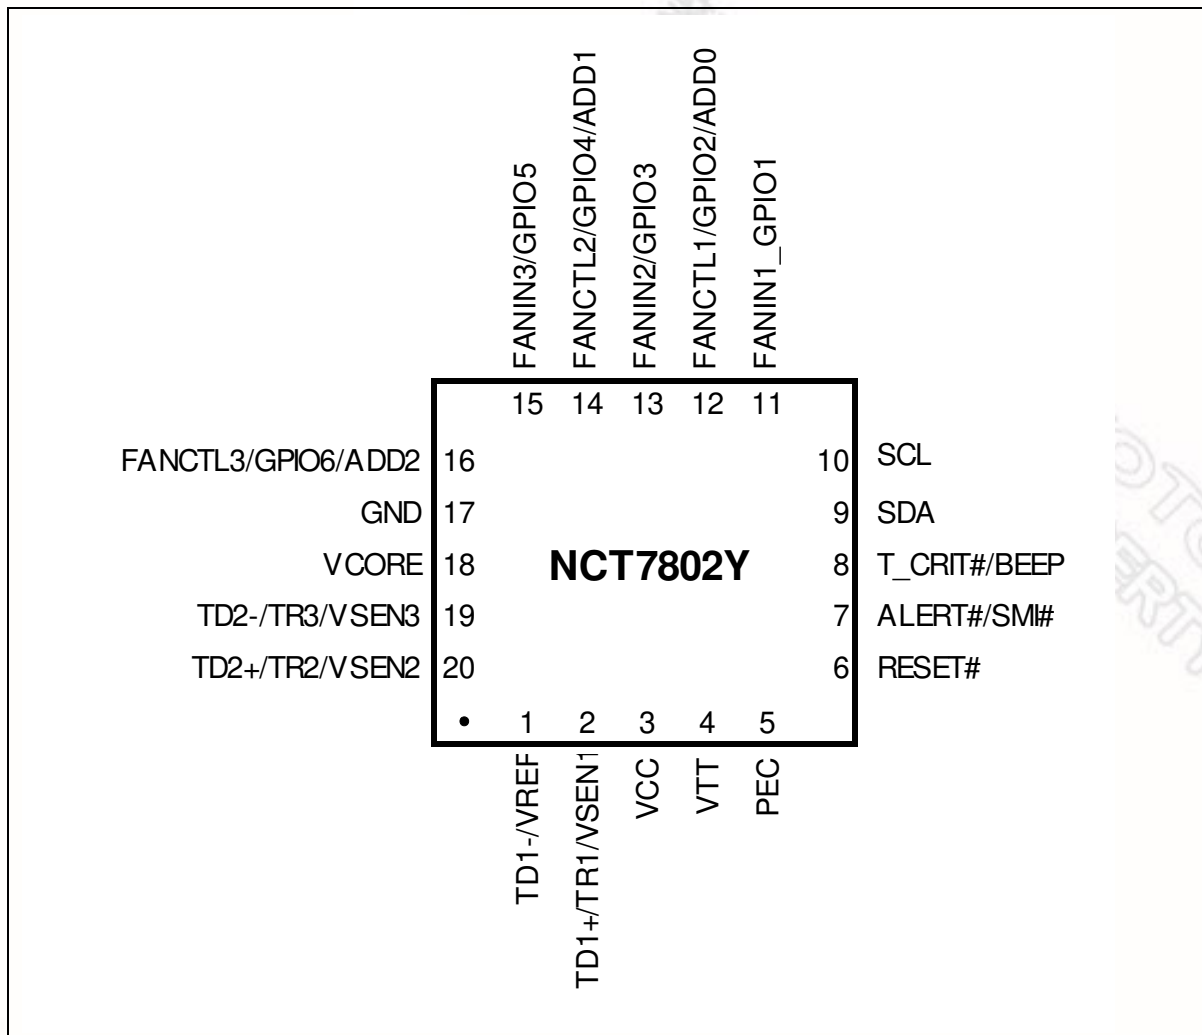 FANIN3/GPIO5
FANCTL2/GPIO4/ADD1
FANIN2/GPIO3
FANCTL1/GPIO2/ADD0
FANIN1_GPIO1
15 14 13 12 11
FANCTL3/GPIO6/ADD2 16
GND 17
VCORE 18
TD2-/TR3/VSEN3 19
TD2+/TR2/VSEN2 20
NCT7802Y
10 SCL
9 SDA
8 T_CRIT#/BEEP
7 ALERT#/SMI#
6 RESET#
1 2 3 4 5
TD1-/VREF
TD1+/TR1/VSEN1
VCC
VTT
PEC